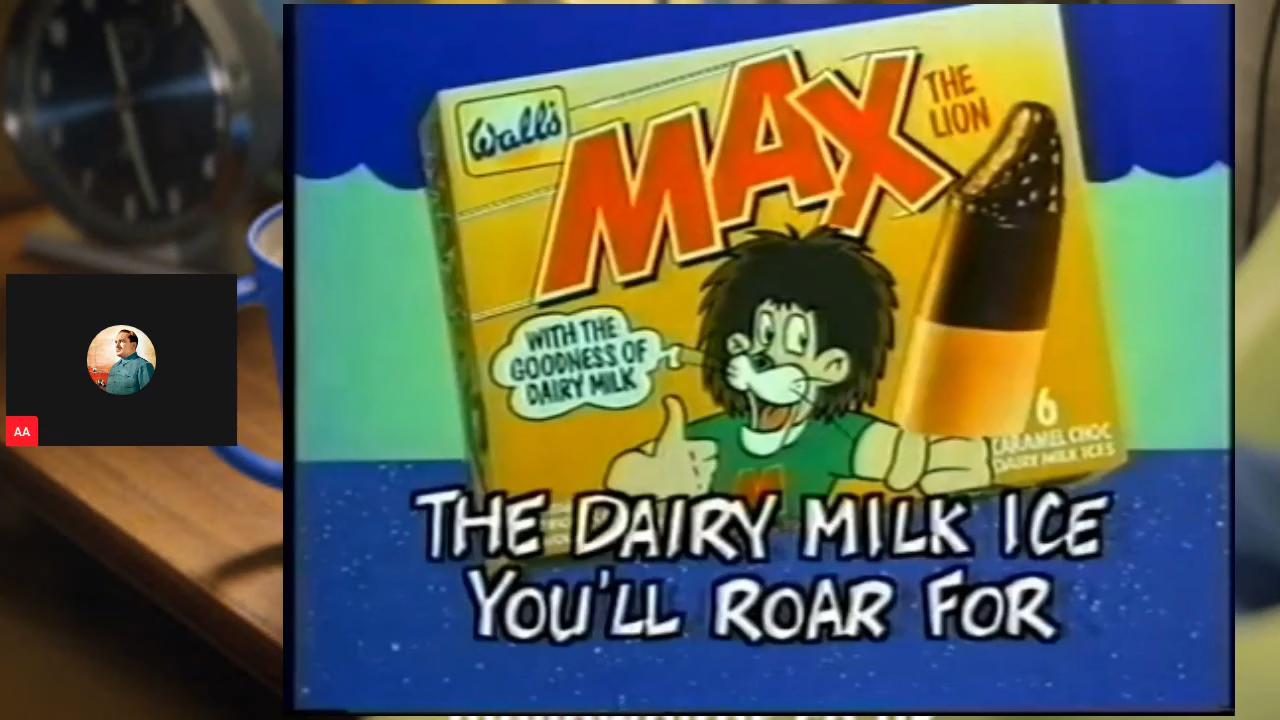 Wall's
MAX
THE
LION
WITH THE
GOODNESS OF
DAIRY MILK
6
CARAMEL CHOC
DAIRY MILK ICES
THE DAIRY MILK ICE
YOU'LL ROAR FOR
AA